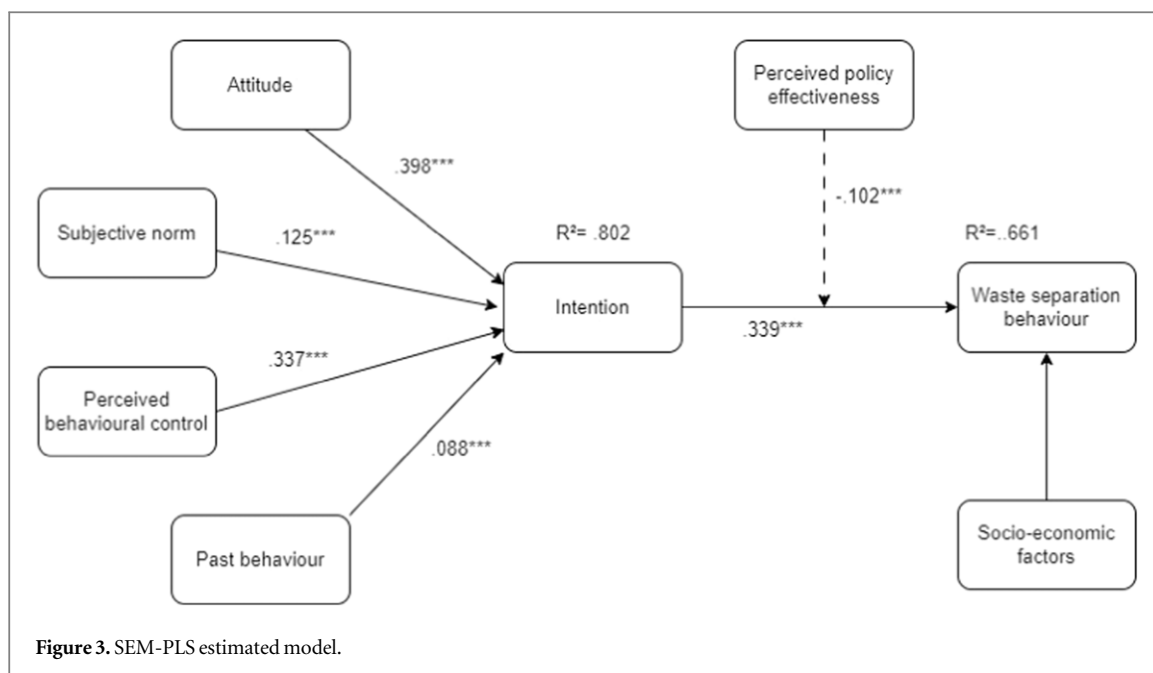 Attitude
Perceived policy
effectiveness
.398***
-.102***
Subjective norm
.125***
R²= .802
R²=..661
Intention
Waste separation
behaviour
.339***
.337***
Perceived
behavioural control
.088***
Past behaviour
Socio-economic
factors
Figure 3. SEM-PLS estimated model.